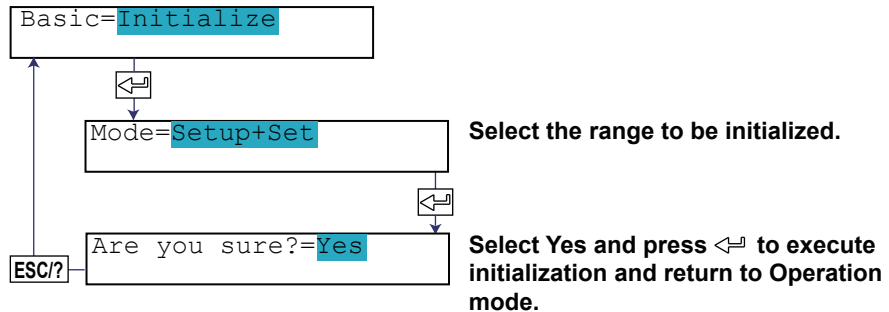 Basic=Initialize
Mode=Setup+Set
Select the range to be initialized.
Are you sure?=Yes
ESC/?
Select Yes and press to execute
initialization and return to Operation
mode.